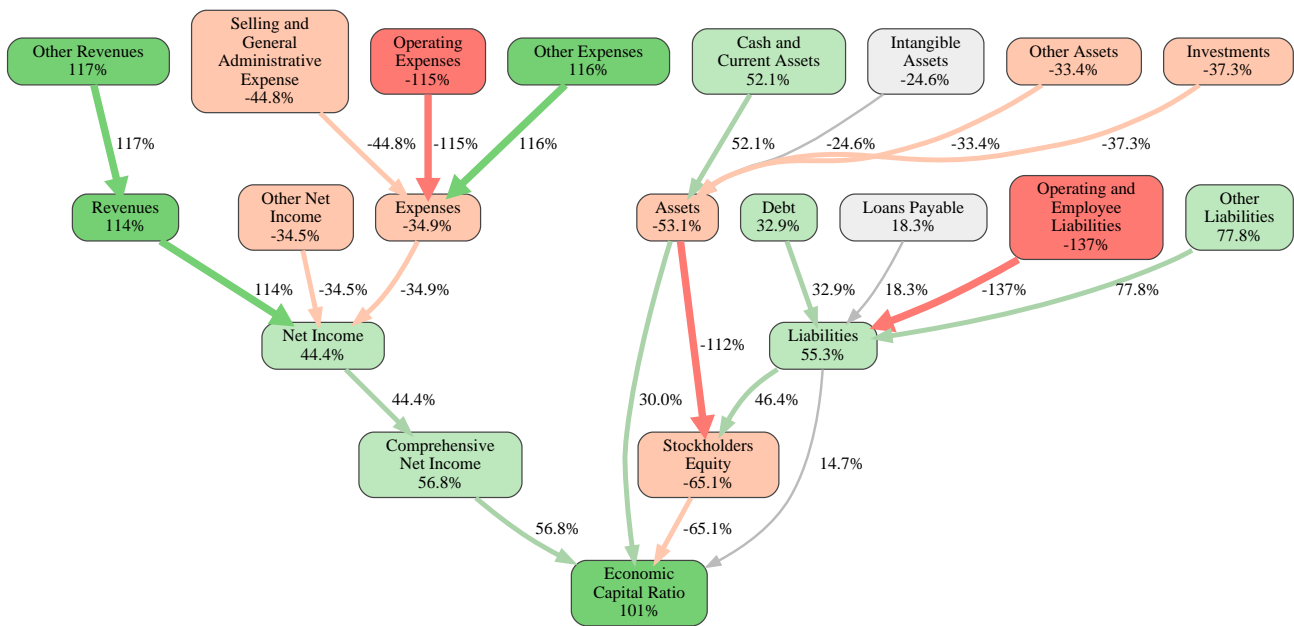 Other Revenues
117%
Selling and
General
Administrative
Expense
-44.8%
Operating
Expenses
-115%
Other Expenses
116%
Cash and
Current Assets
52.1%
Intangible
Assets
-24.6%
Other Assets
-33.4%
Investments
-37.3%
117%
-44.8%
-115%
116%
52.1%
-24.6%
-33.4%
-37.3%
Revenues
114%
Other Net
Income
-34.5%
Expenses
-34.9%
Assets
-53.1%
Debt
32.9%
Loans Payable
18.3%
Operating and
Employee
Liabilities
-137%
Other
Liabilities
77.8%
114%
-34.5%
-34.9%
32.9%
18.3%
-137%
77.8%
Net Income
44.4%
-112%
Liabilities
55.3%
44.4%
30.0%
46.4%
Comprehensive
Net Income
56.8%
Stockholders
Equity
-65.1%
14.7%
56.8%
-65.1%
Economic
Capital Ratio
101%